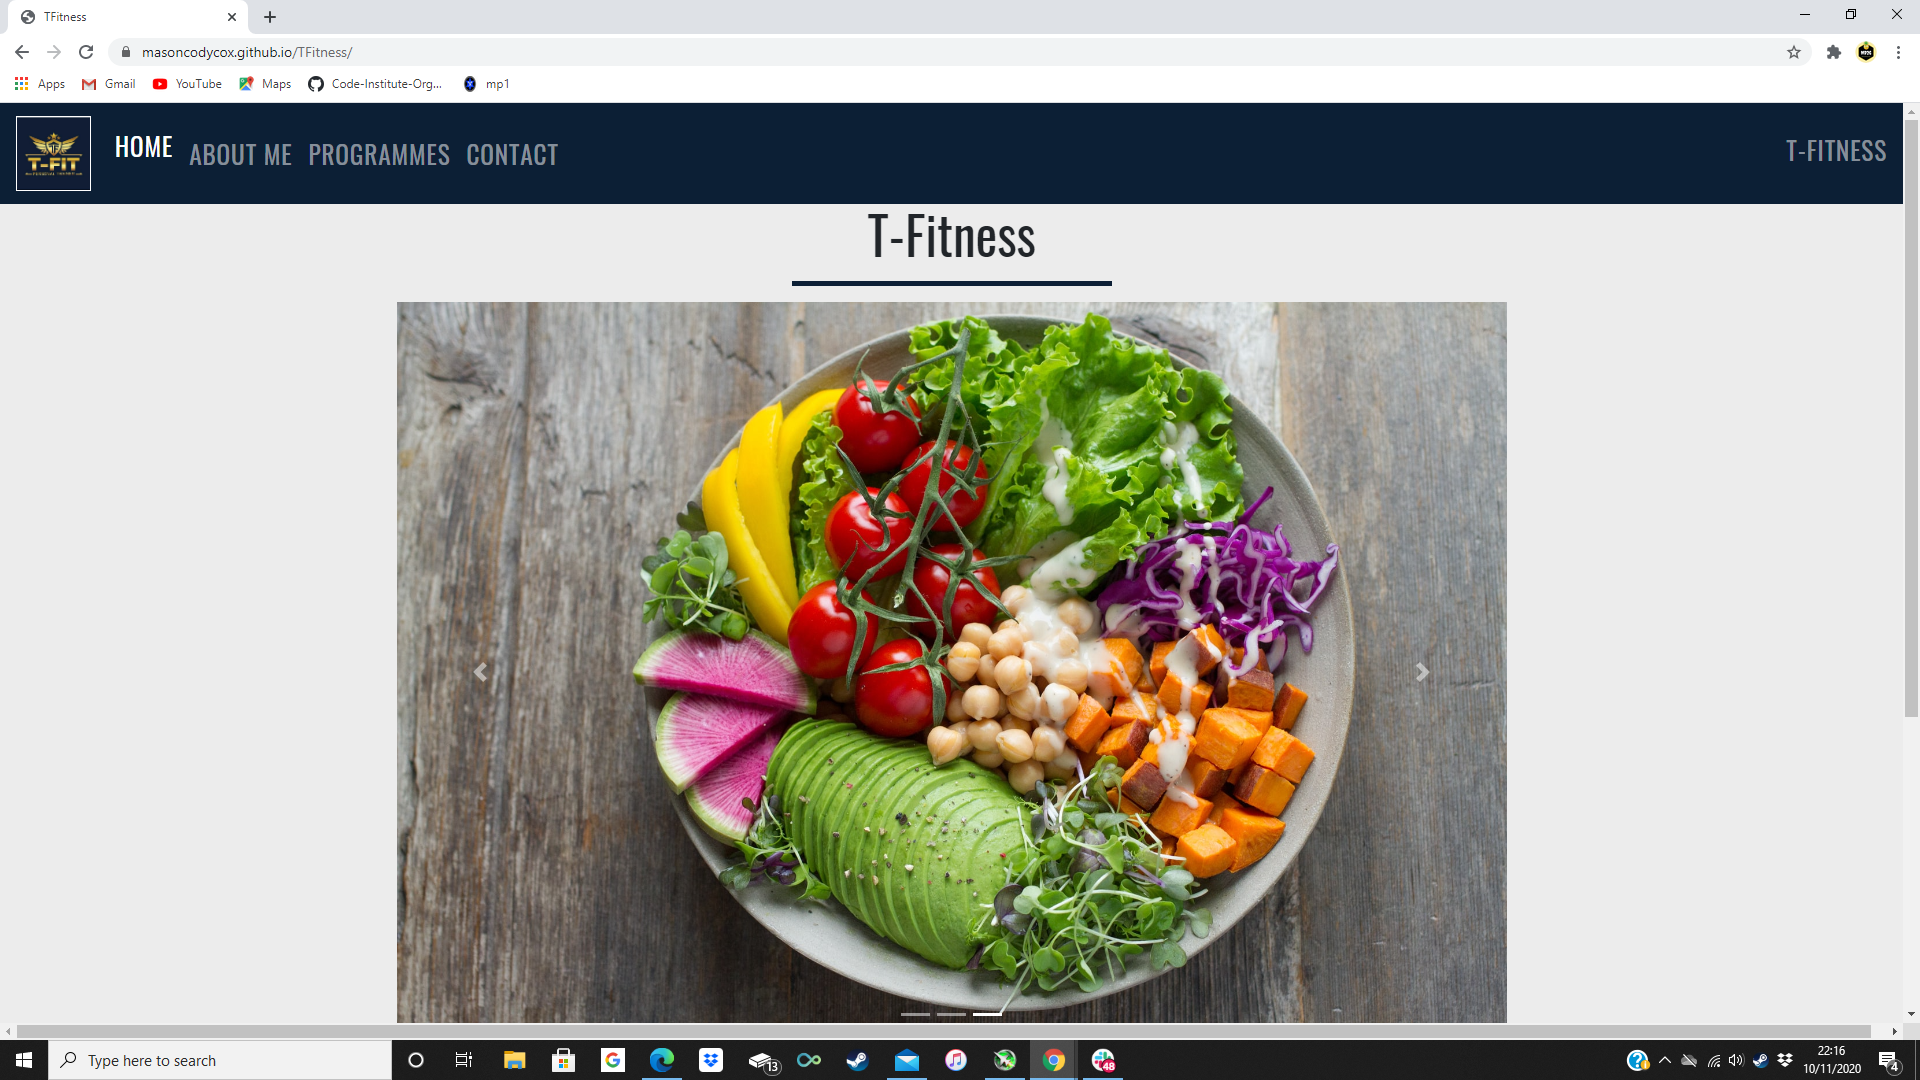 TFitness
masoncodycox.github.io/TFitness/
Apps Gmail YouTube Maps Code-Institute-Org... mp1
T-FIT
HOME ABOUT ME PROGRAMMES CONTACT T-FITNESS
T-Fitness
Type here to search
13
48
22:16
10/11/2020
4